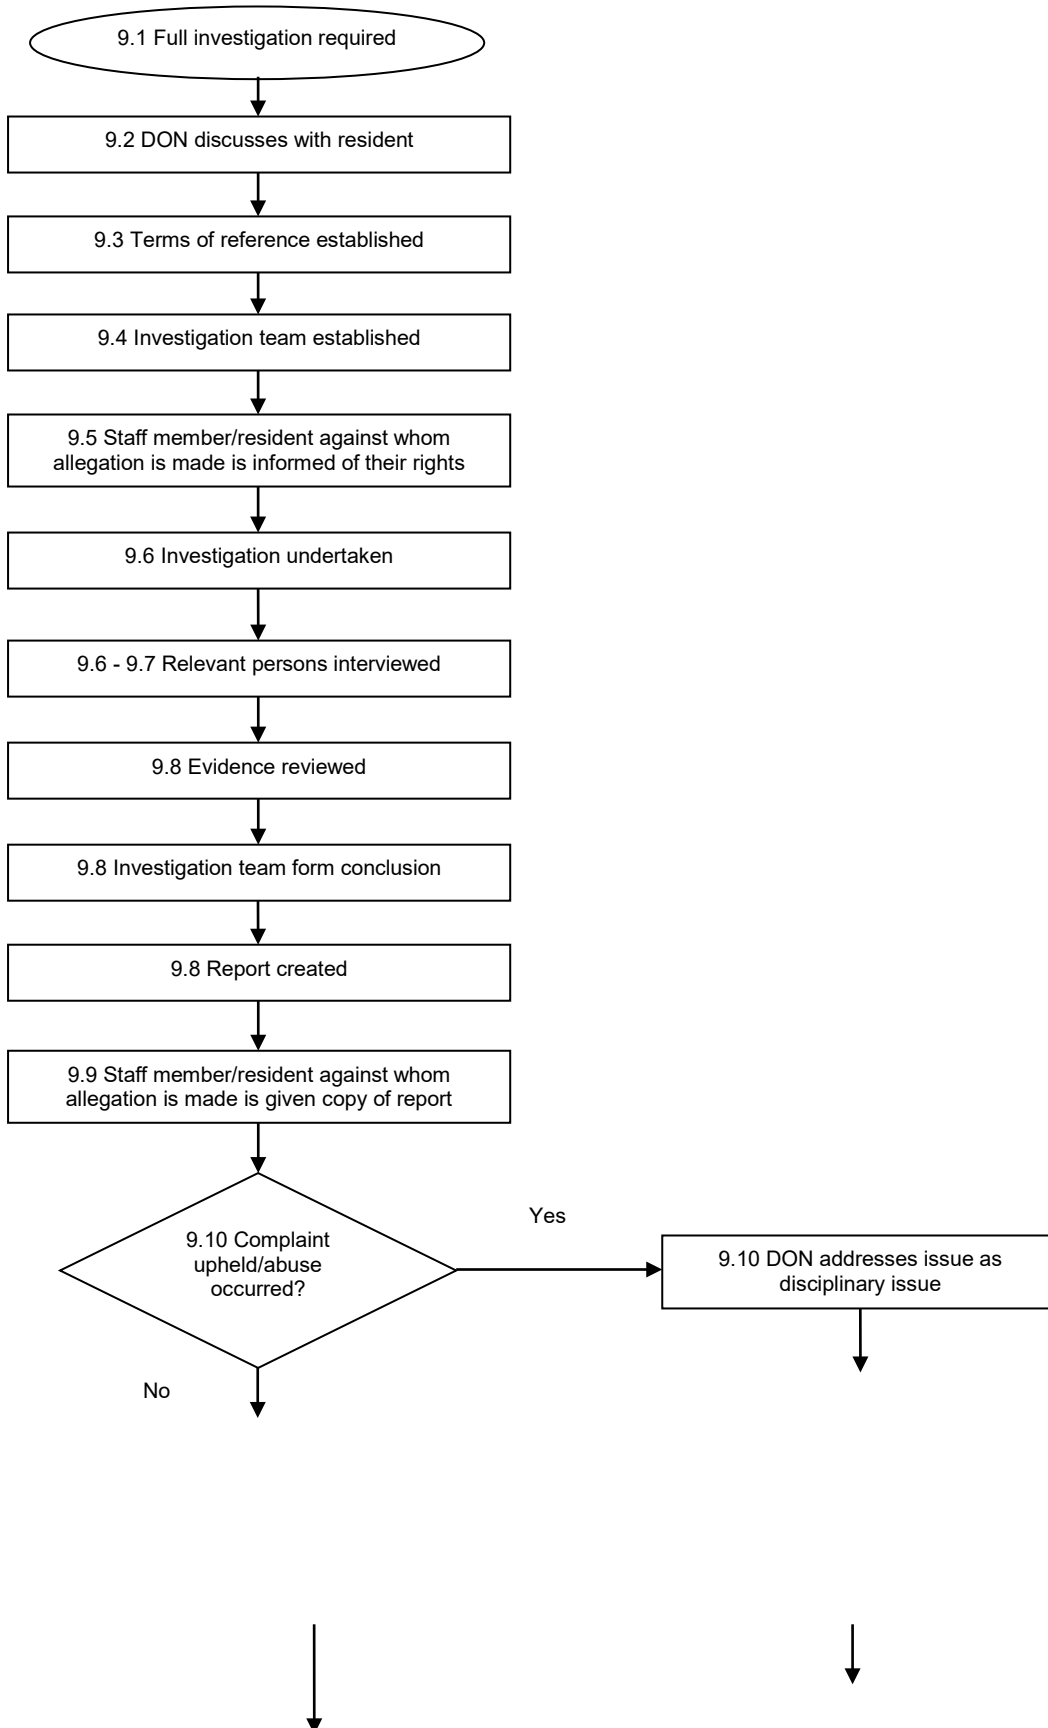 9.1 Full investigation required
9.2 DON discusses with resident
9.3 Terms of reference established
9.4 Investigation team established
9.5 Staff member/resident against whom
allegation is made is informed of their rights
9.6 Investigation undertaken
9.6 - 9.7 Relevant persons interviewed
9.8 Evidence reviewed
9.8 Investigation team form conclusion
9.8 Report created
9.9 Staff member/resident against whom
allegation is made is given copy of report
9.10 Complaint
upheld/abuse
occurred?
Yes
9.10 DON addresses issue as
disciplinary issue
No